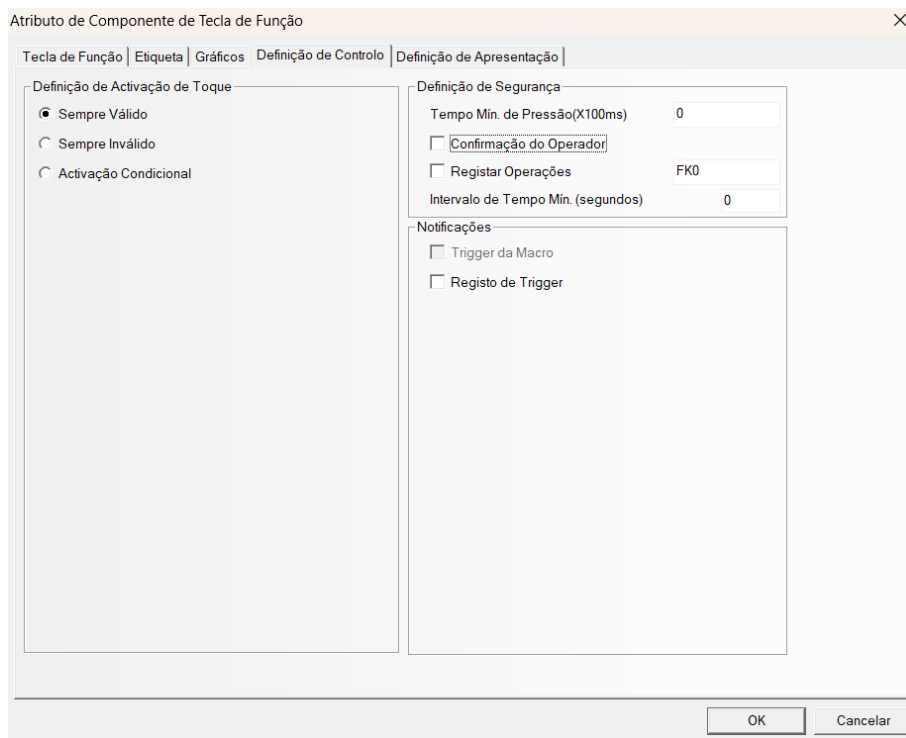 Atributo de Componente de Tecla de Função
Tecla de Função Etiqueta Gráficos Definição de Controlo Definição de Apresentação
Definição de Activação de Toque
Sempre Válido
Sempre Inválido
Activação Condicional
Definição de Segurança
Tempo Mín. de Pressão(X100ms) 0
Confirmação do Operador
Registar Operações FK0
Intervalo de Tempo Mín. (segundos) 0
Notificações
Trigger da Macro
Registo de Trigger
OK Cancelar